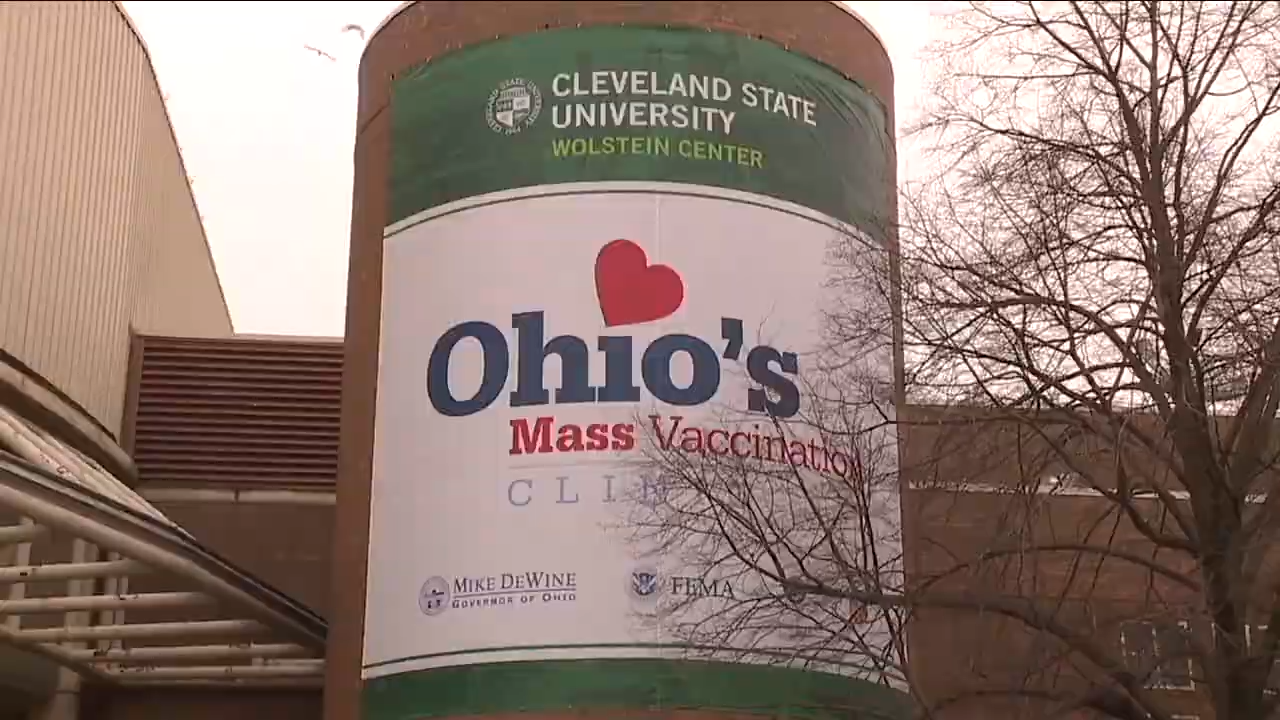 CLEVELAND STATE
UNIVERSITY
WOLSTEIN CENTER
Ohio's
Mass Vaccination
MIKE DEWINE
GOVERNOR OF OHIO
FEMA